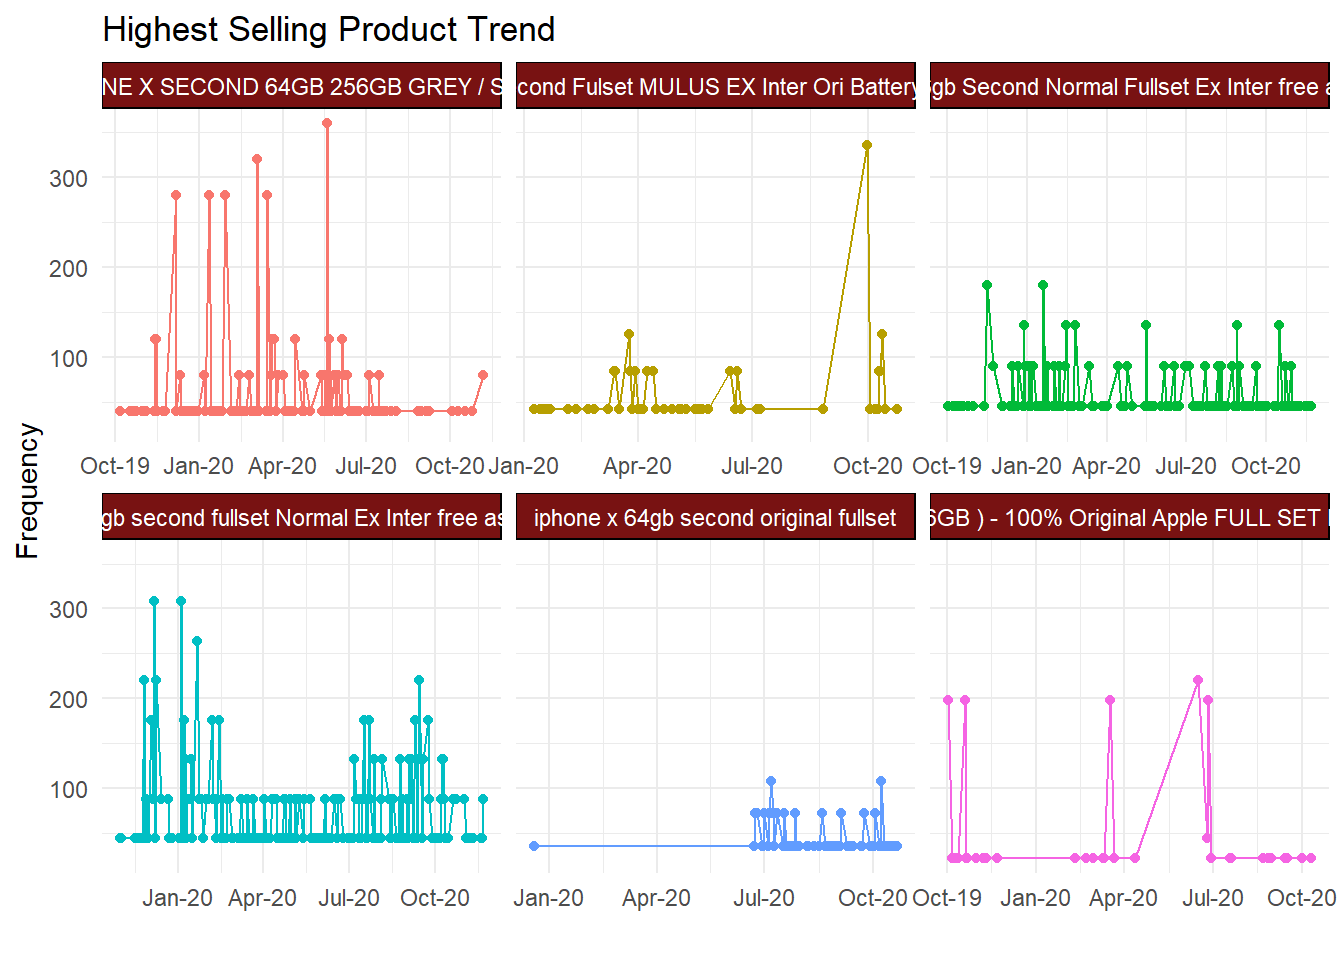 Highest Selling Product Trend
NE X SECOND 64GB 256GB GREY / S
cond Fulset MULUS EX Inter Ori Battery
gb Second Normal Fullset Ex Inter free a
300
200
100
Oct-19 Jan-20 Apr-20 Jul-20 Oct-20
Jan-20 Apr-20 Jul-20 Oct-20
Oct-19 Jan-20 Apr-20 Jul-20 Oct-20
Frequency
gb second fullset Normal Ex Inter free as
iphone x 64gb second original fullset
6GB ) - 100% Original Apple FULL SET
300
200
100
Jan-20 Apr-20 Jul-20 Oct-20
Jan-20 Apr-20 Jul-20 Oct-20
Oct-19 Jan-20 Apr-20 Jul-20 Oct-20